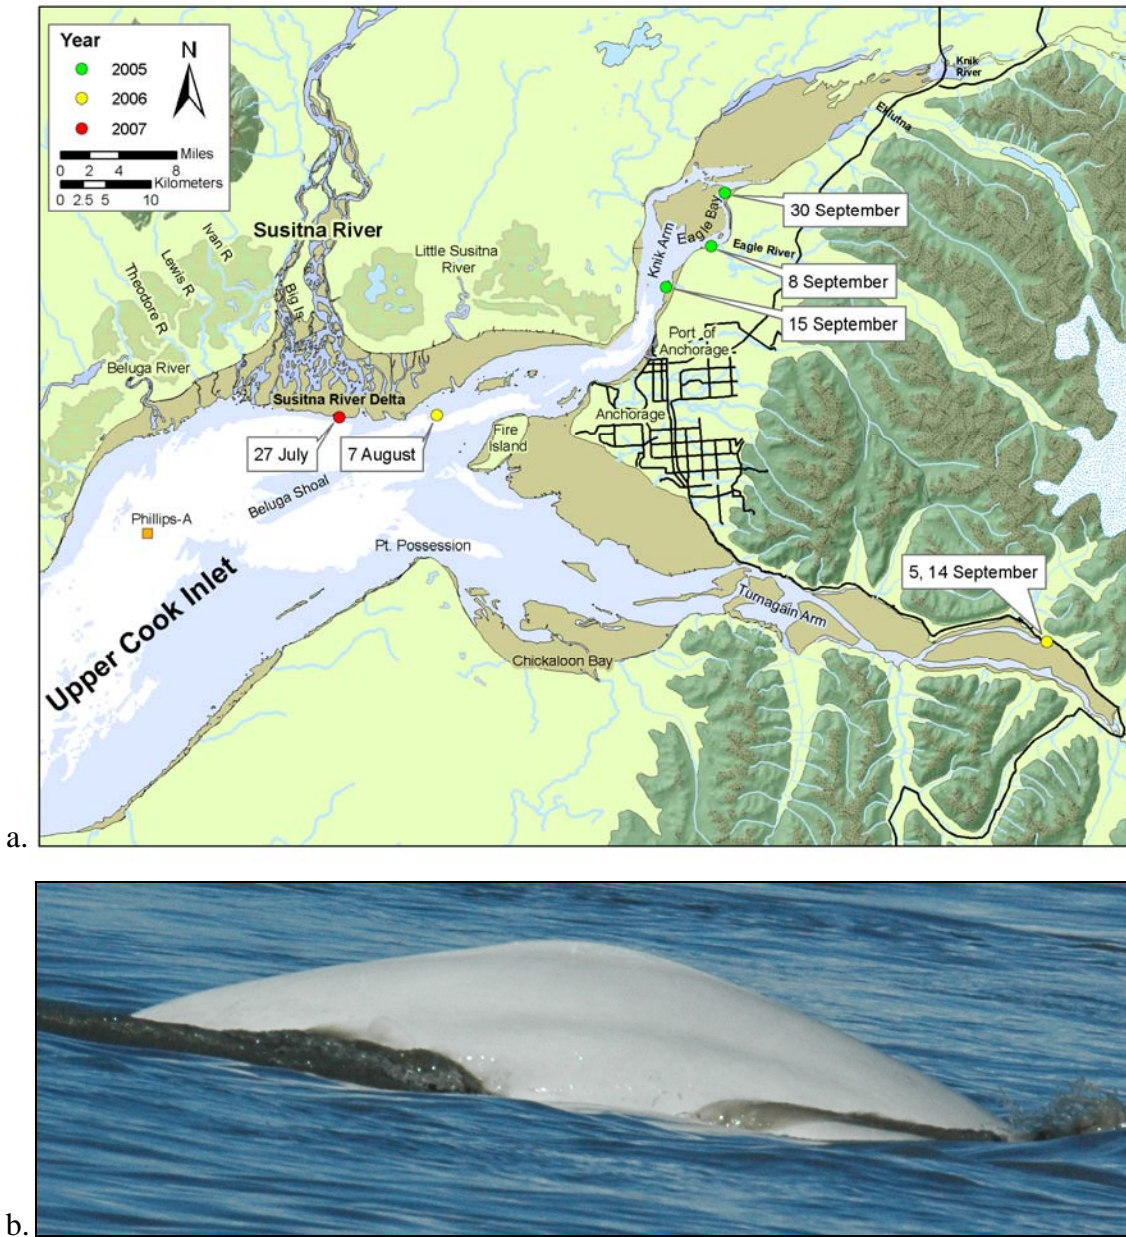 Year
N
2005
2006
2007
Miles
0 2 4 8
Kilometers
0 2.5 5 10
Knik
River
Eklutna
30 September
Eagle Bay
Susitna River
Ivan R
Lewis R
Theodore R
Big Is
Little Susitna
River
Knik Arm
Eagle River
8 September
15 September
Port of
Anchorage
Beluga River
Susitna River Delta
Anchorage
27 July
7 August
Fire
Island
Beluga Shoal
Phillips-A
Pt. Possession
5, 14 September
Upper Cook Inlet
Turnagain Arm
Chickaloon Bay
a.
b.